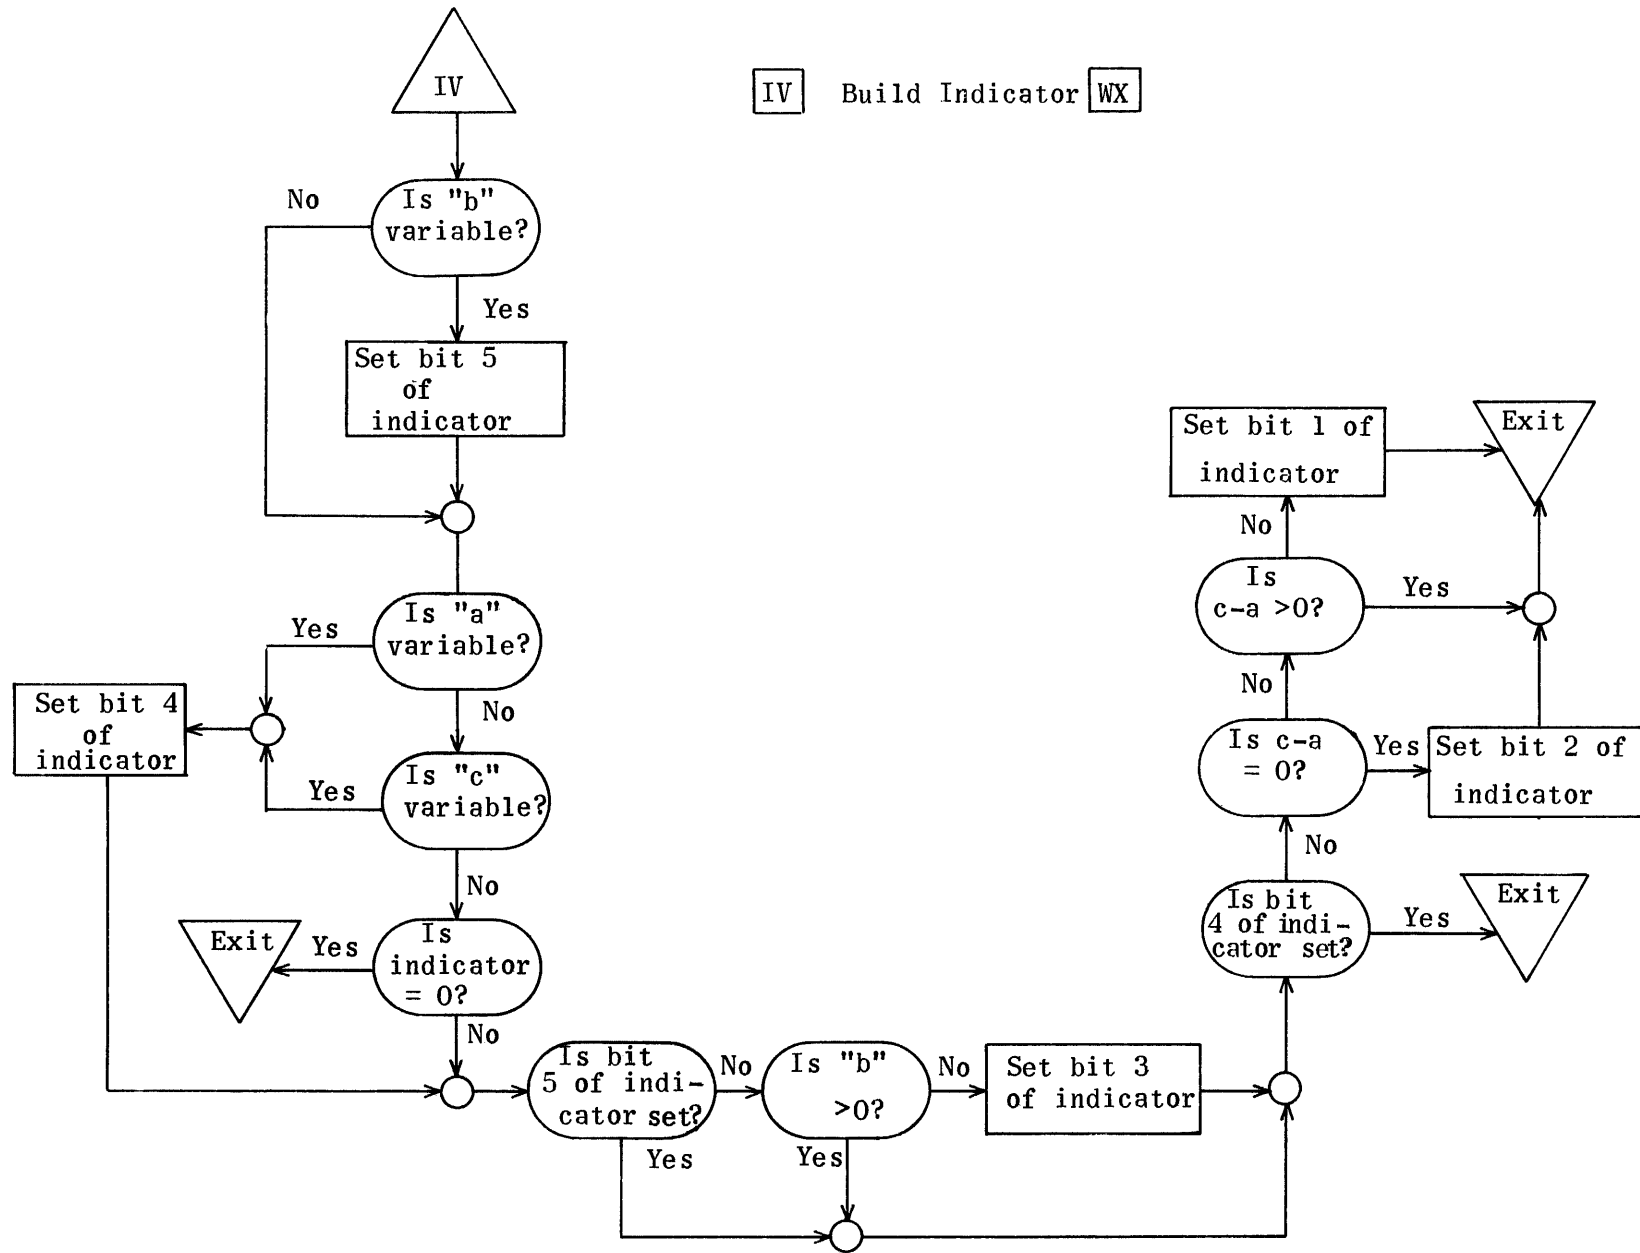 IV
IV Build Indicator WX
No
Is "b"
variable?
Yes
Set bit 5
of
indicator
Is "a"
variable?
Yes
No
Set bit 4
of
indicator
Is "c"
variable?
Yes
No
Is
indicator
= 0?
Yes
Exit
No
Is bit
5 of indi-
cator set?
No
Yes
Is "b"
>0?
No
Yes
Set bit 3
of indicator
Is bit
4 of indi-
cator set?
Yes
Exit
No
Is c-a
= 0?
Yes
Set bit 2 of
indicator
No
Is
c-a >0?
Yes
No
Set bit 1 of
indicator
Exit